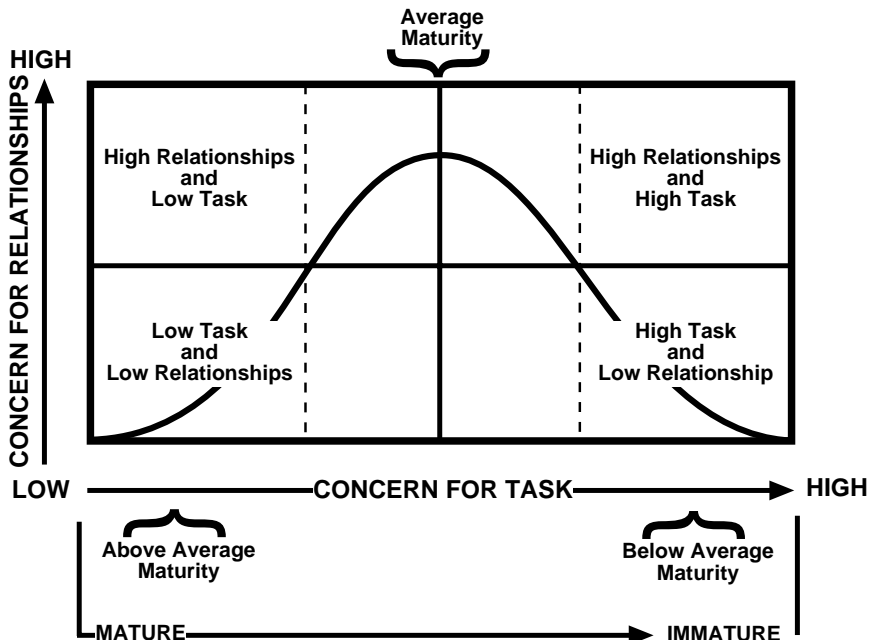 Average
Maturity
HIGH
CONCERN FOR RELATIONSHIPS
High Relationships
and
Low Task
High Relationships
and
High Task
Low Task
and
Low Relationships
High Task
and
Low Relationship
LOW
CONCERN FOR TASK
HIGH
Above Average
Maturity
Below Average
Maturity
MATURE
IMMATURE